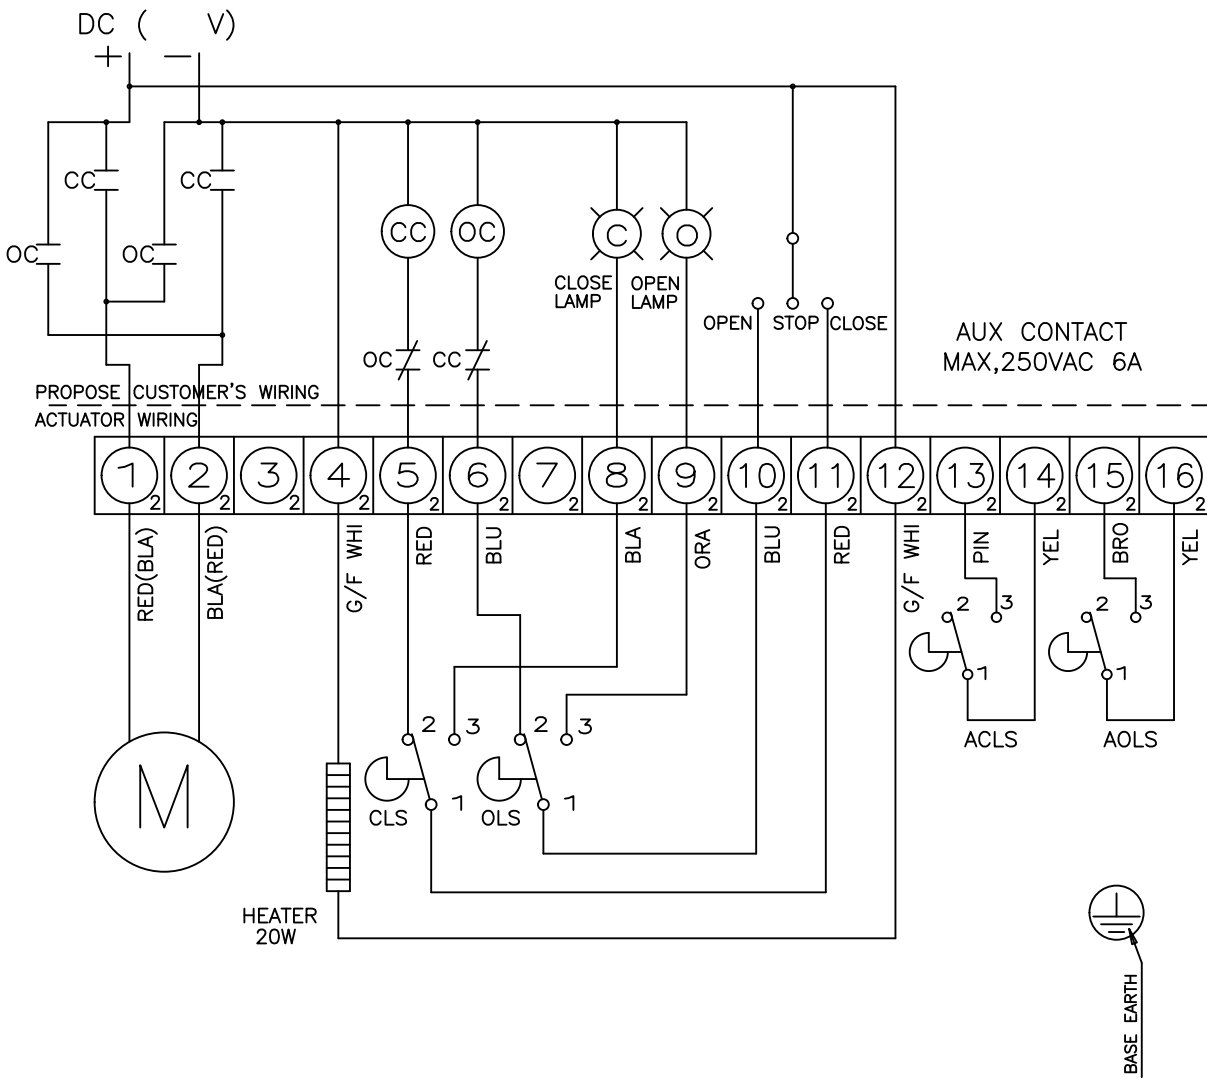 DC ( V)
+ −
CC CC
OC OC
CC OC
C O
CLOSE LAMP
OPEN LAMP
OPEN STOP CLOSE
OC CC
AUX CONTACT
MAX,250VAC 6A
PROPOSE CUSTOMER'S WIRING
ACTUATOR WIRING
1 2 3 4 5 6 7 8 9 10 11 12 13 14 15 16
2 2 2 2 2 2 2 2 2 2 2 2 2 2 2 2
RED(BLA)
BLA(RED)
G/F WHI
RED
BLU
BLA
ORA
BLU
RED
G/F WHI
PIN
YEL
BRO
YEL
2 3
1
2 3
1
ACLS
AOLS
2 3
1
2 3
1
CLS
OLS
M
HEATER
20W
BASE EARTH